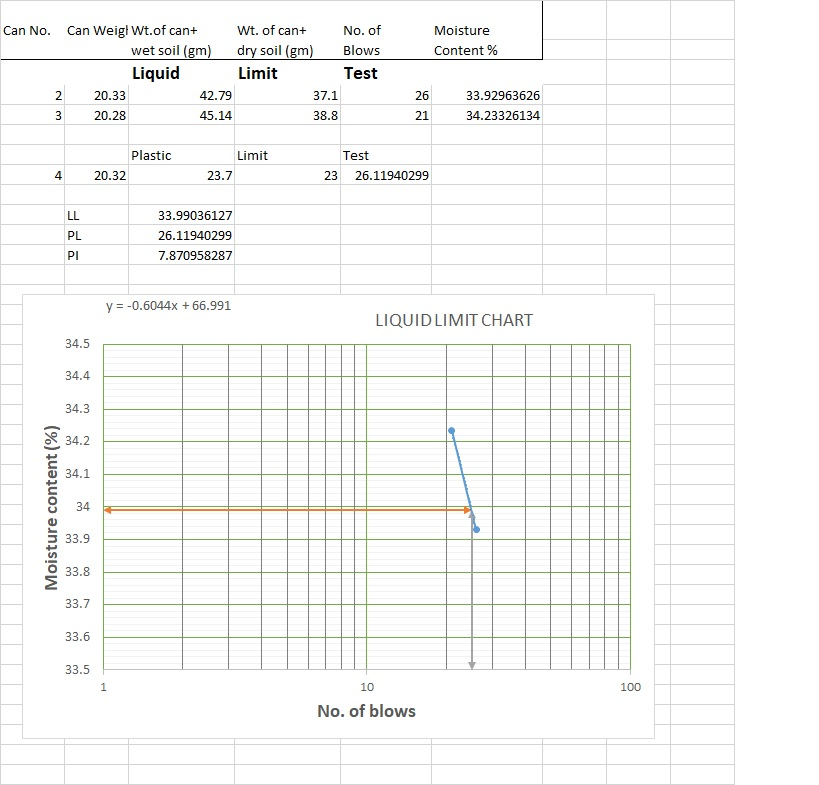 Can No. Can Weigl Wt.of can+ wet soil (gm) Wt. of can+ dry soil (gm) No. of Blows Moisture Content %
Liquid Limit Test
2 20.33 42.79 37.1 26 33.92963626
3 20.28 45.14 38.8 21 34.23326134
Plastic Limit Test
4 20.32 23.7 23 26.11940299
LL 33.99036127
PL 26.11940299
PI 7.870958287
y = -0.6044x + 66.991
LIQUID LIMIT CHART
34.5
34.4
34.3
34.2
34.1
34
33.9
33.8
33.7
33.6
33.5
Moisture content (%)
1 10 100
No. of blows